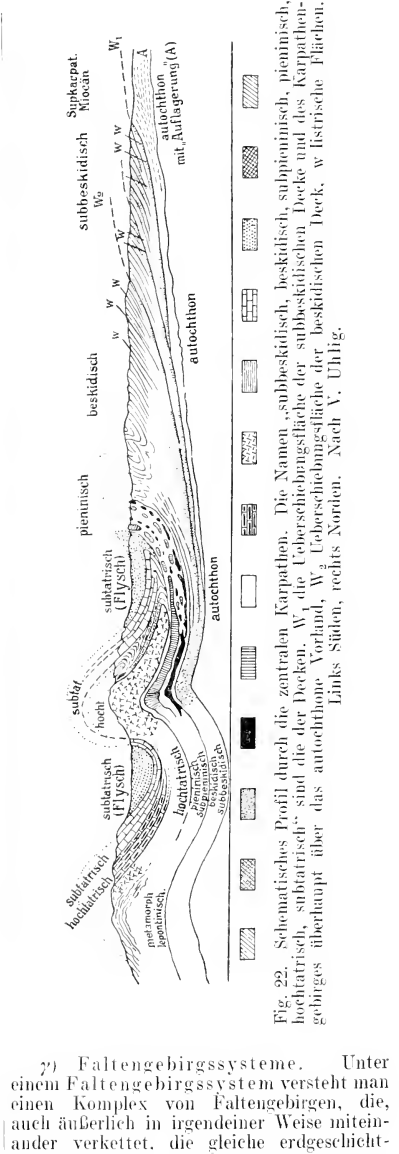 Supkarpat.
Miocän
W₁
A
autochthon
mit „Auflagerung"(A)
subbeskidisch
W₂
w w
w
w
w
w
beskidisch
autochthon
pieninisch
subtatrisch
(Flysch)
subtat.
hocht
autochthon
subtatrisch
(Flysch)
subtatrisch
hochtatrisch
hochtatrisch
pieninisch
subpieninisch
beskidisch
subbeskidisch
metamorph
lepontinisch.
Fig. 22. Schematisches Profil durch die zentralen Karpathen. Die Namen „subbeskidisch, beskidisch, subpieninisch, pieninisch,
hochtatrisch, subtatrisch" sind die der Decken. W₁ die Ueberschiebungsfläche der subbeskidischen Decke und des Karpathen-
gebirges überhaupt über das autochthone Vorland, W₂ Ueberschiebungsfläche der beskidischen Deck, w listrische Flächen.
Links Süden, rechts Norden. Nach V. Uhlig.
γ) Faltengebirgssysteme. Unter
einem Faltengebirgssystem versteht man
einen Komplex von Faltengebirgen, die,
auch äußerlich in irgendeiner Weise mitein-
ander verkettet, die gleiche erdgeschicht-